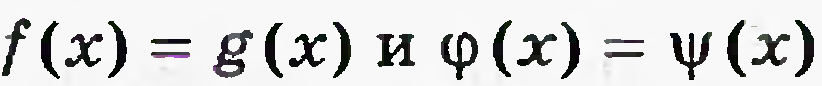 f(x) = g(x) и φ(x) = ψ(x)